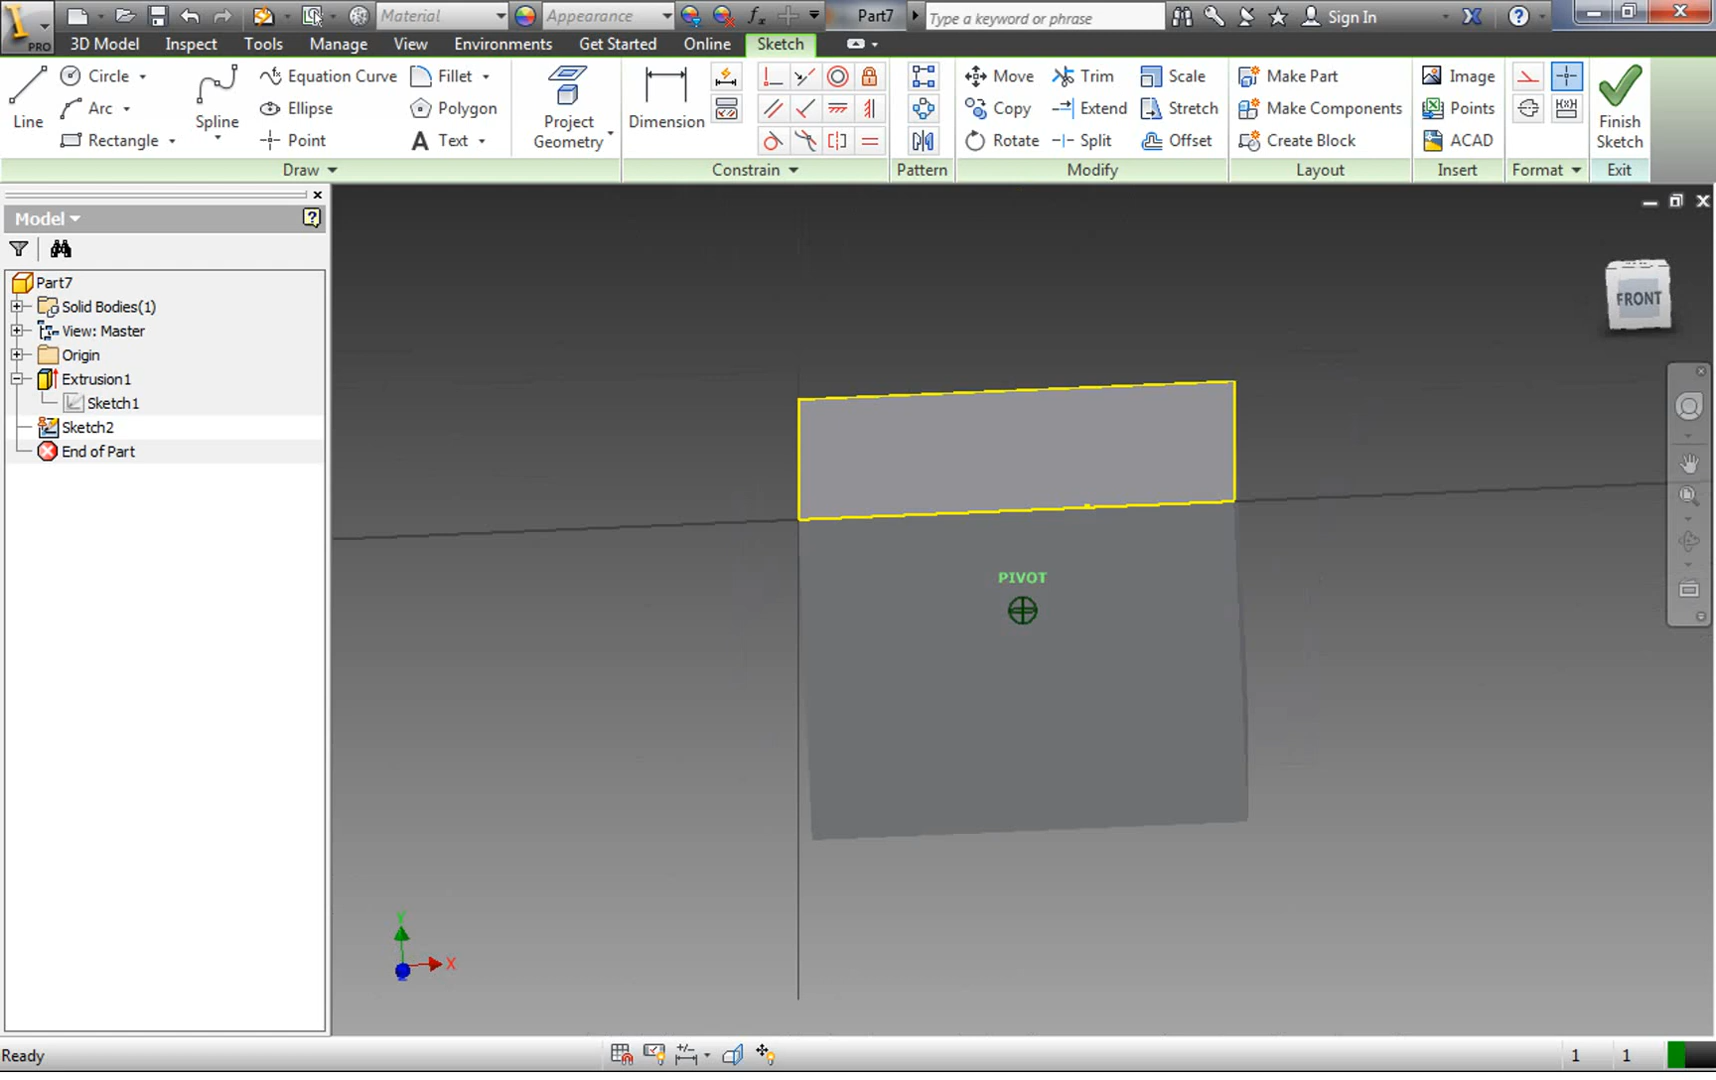 Material
Appearance
Part7
Type a keyword or phrase
Sign In
PRO
3D Model
Inspect
Tools
Manage
View
Environments
Get Started
Online
Sketch
Line
Circle
Arc
Rectangle
Spline
Equation Curve
Ellipse
Point
Fillet
Polygon
Text
Project
Geometry
Dimension
Move
Copy
Rotate
Trim
Extend
Split
Scale
Stretch
Offset
Make Part
Make Components
Create Block
Image
Points
ACAD
Finish
Sketch
Draw
Constrain
Pattern
Modify
Layout
Insert
Format
Exit
Model
Part7
Solid Bodies(1)
View: Master
Origin
Extrusion1
Sketch1
Sketch2
End of Part
FRONT
PIVOT
Y
X
Ready
1
1